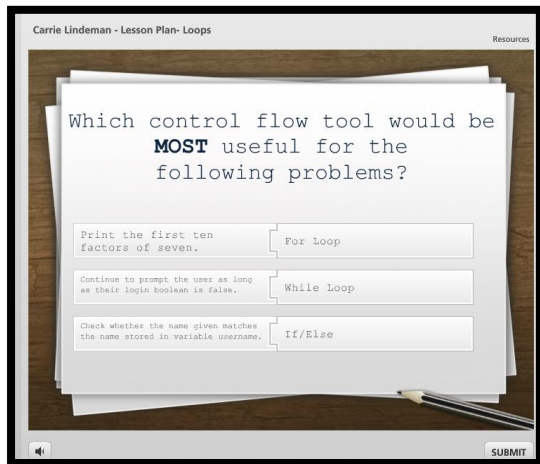 Carrie Lindeman - Lesson Plan- Loops
Resources
Which control flow tool would be
MOST useful for the
following problems?
Print the first ten
factors of seven.
For Loop
Continue to prompt the user as long
as their login boolean is false.
While Loop
Check whether the name given matches
the name stored in variable username.
If/Else
SUBMIT